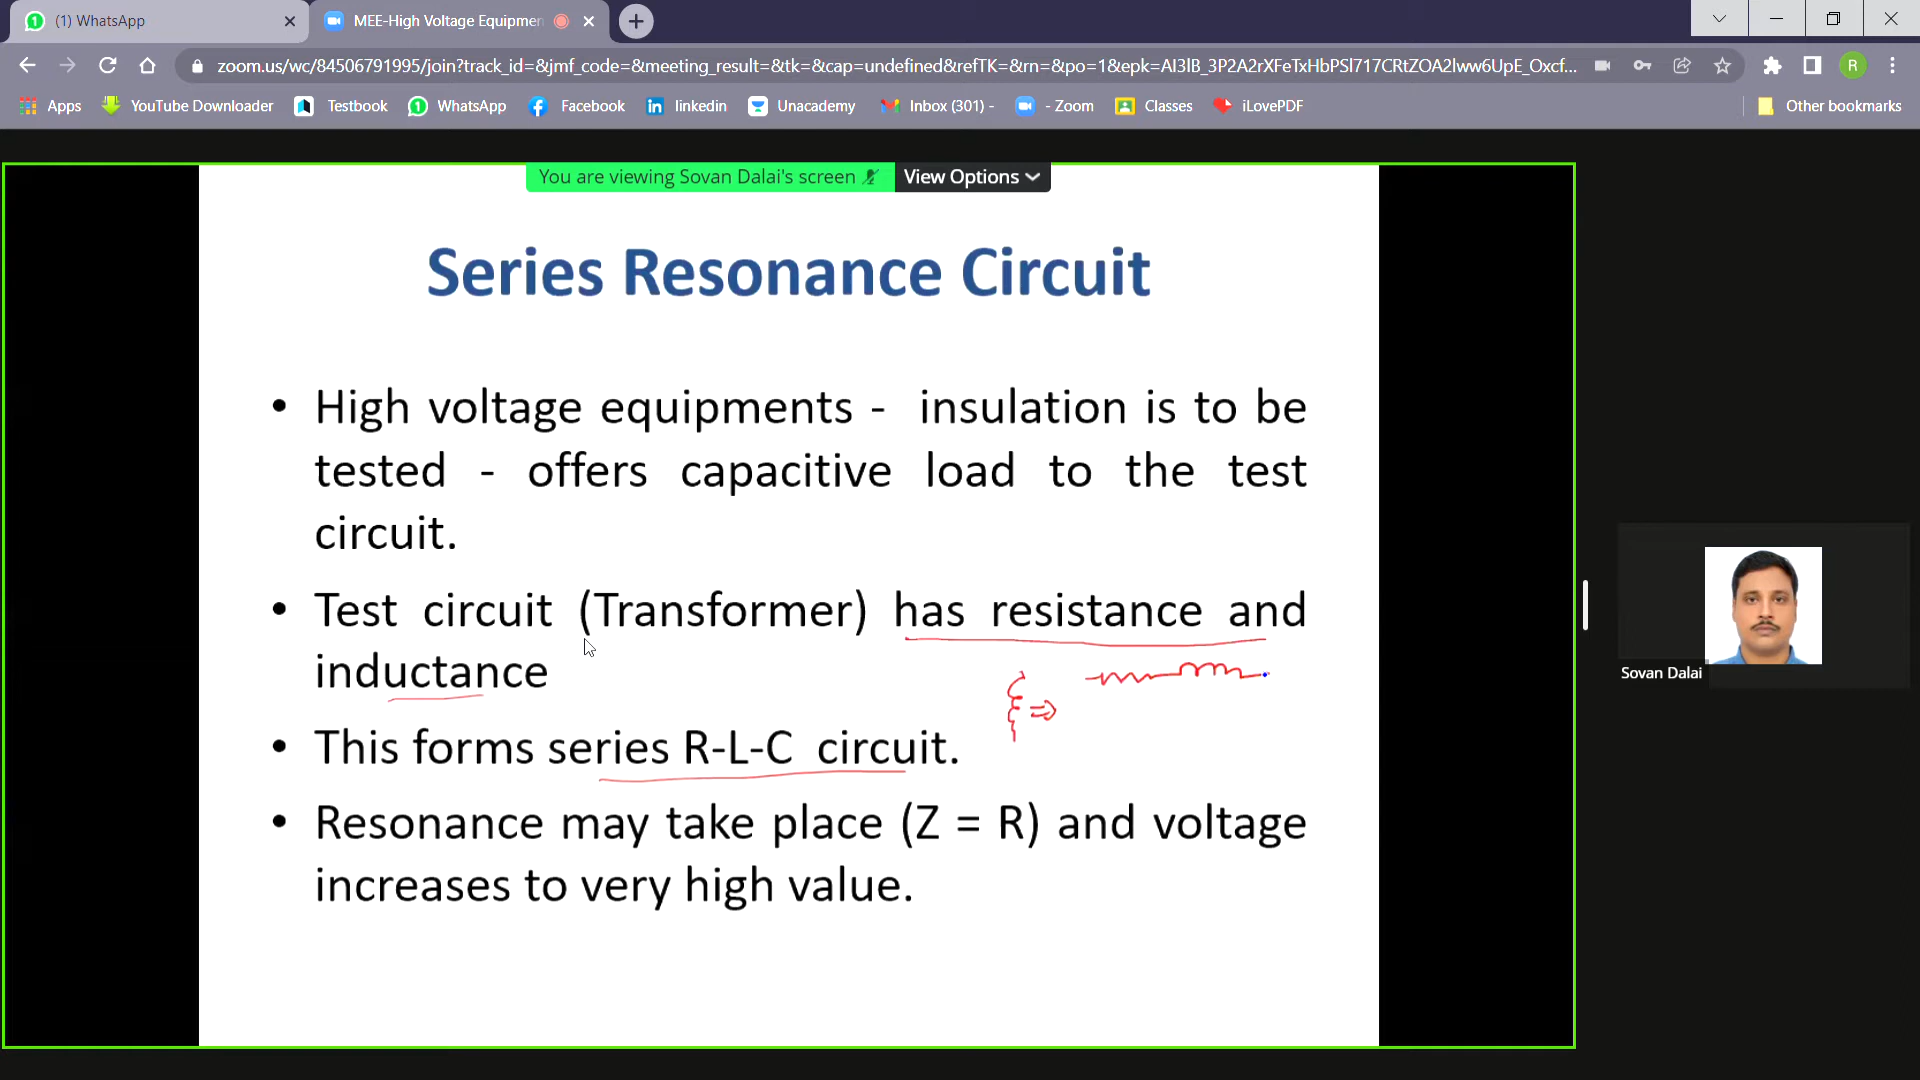 (1) WhatsApp
MEE-High Voltage Equipmen
zoom.us/wc/84506791995/join?track_id=&jmf_code=&meeting_result=&tk=&cap=undefined&refTK=&rn=&po=1&epk=AI3lB_3P2A2rXFeTxHbPSl717CRtZOA2lww6UpE_Oxcf...
R
Apps YouTube Downloader Testbook WhatsApp Facebook linkedin Unacademy Inbox (301) - - Zoom Classes iLovePDF Other bookmarks
You are viewing Sovan Dalai's screen View Options
Series Resonance Circuit
• High voltage equipments - insulation is to be
tested - offers capacitive load to the test
circuit.
• Test circuit (Transformer) has resistance and
inductance
• This forms series R-L-C circuit.
• Resonance may take place (Z = R) and voltage
increases to very high value.
Sovan Dalai